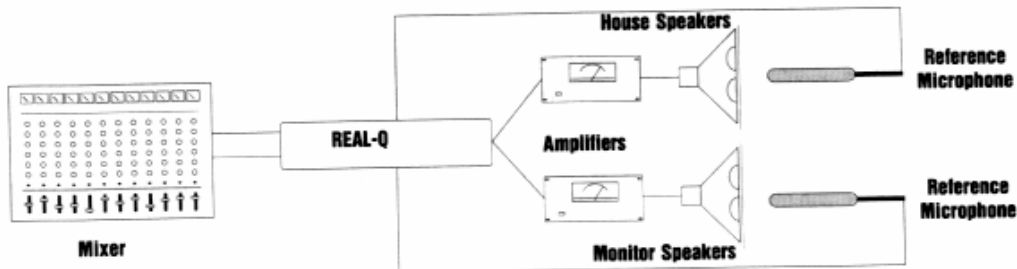 House Speakers
Reference
Microphone
REAL-Q
Amplifiers
Reference
Microphone
Mixer
Monitor Speakers